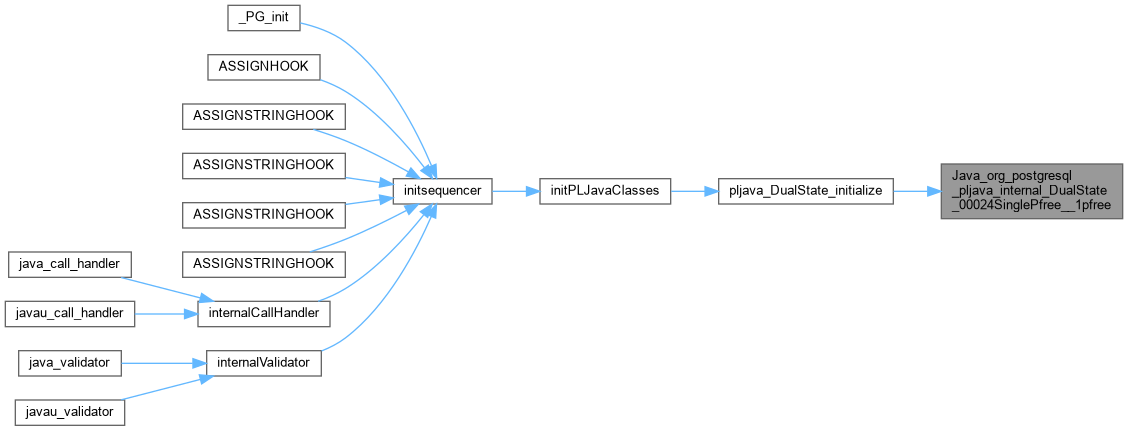 _PG_init
ASSIGNHOOK
ASSIGNSTRINGHOOK
ASSIGNSTRINGHOOK
ASSIGNSTRINGHOOK
ASSIGNSTRINGHOOK
java_call_handler
javau_call_handler
internalCallHandler
java_validator
javau_validator
internalValidator
initsequencer
initPLJavaClasses
pljava_DualState_initialize
Java_org_postgresql
_pljava_internal_DualState
_00024SinglePfree__1pfree